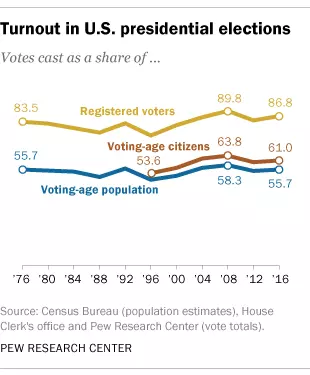 Turnout in U.S. presidential elections
Votes cast as a share of ...
89.8
86.8
83.5
Registered voters
Voting-age citizens
63.8
61.0
55.7
53.6
Voting-age population
58.3
55.7
'76 '80 '84 '88 '92 '96 '00 '04 '08 '12 '16
Source: Census Bureau (population estimates), House
Clerk's office and Pew Research Center (vote totals).
PEW RESEARCH CENTER